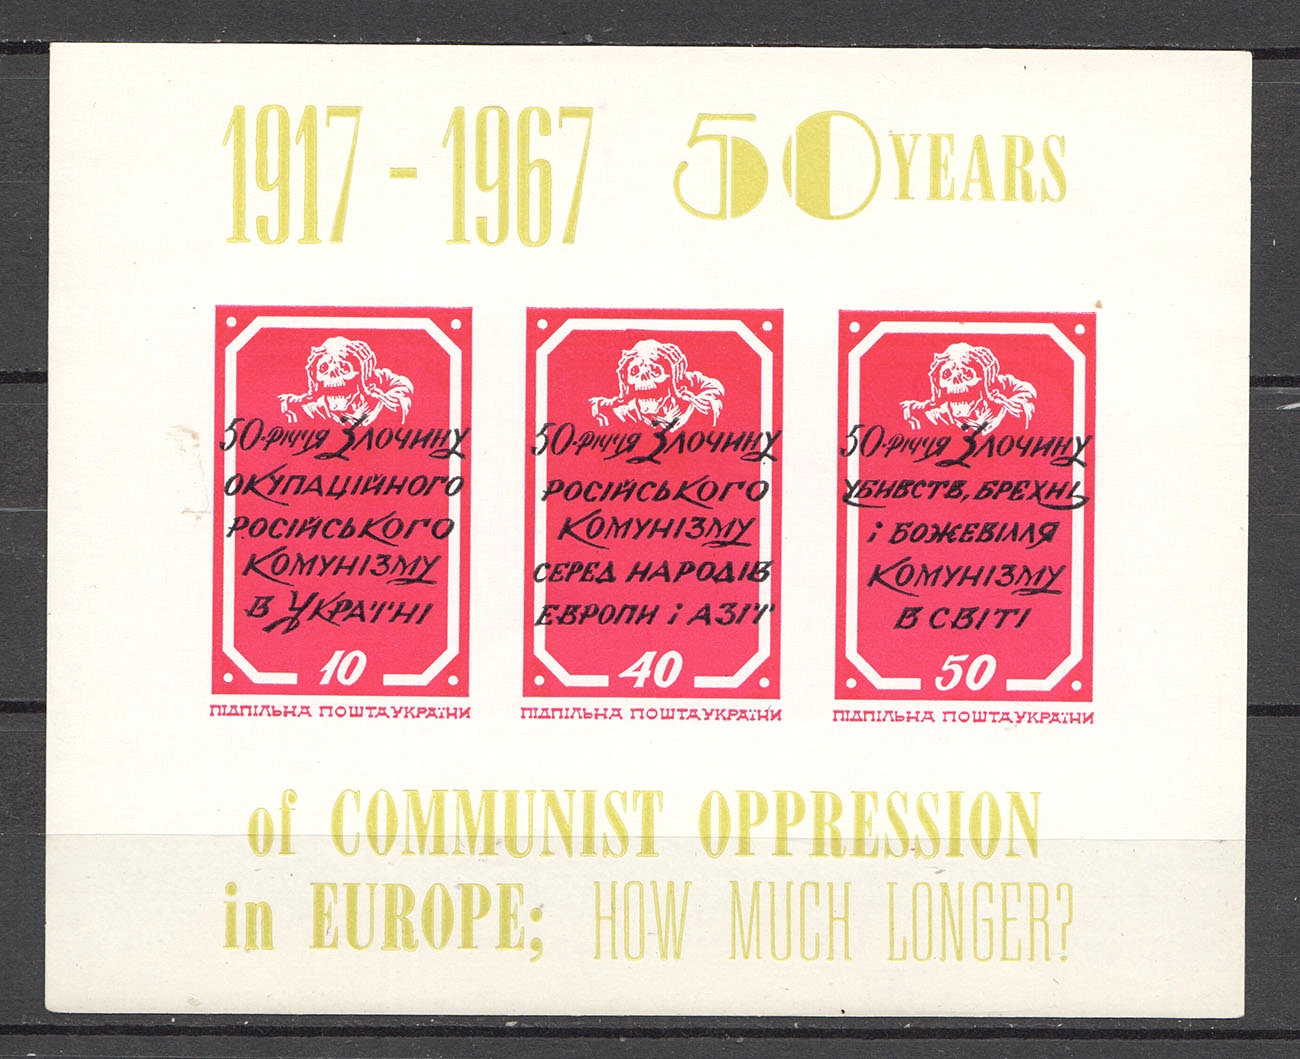 1917 - 1967 50 YEARS
50-річчя Злочину
окупаційного
російського
комунізму
в Україні
10
ПІДПІЛЬНА ПОШТА УКРАЇНИ
50-річчя Злочину
російського
комунізму
серед народів
Европи і Азії
40
ПІДПІЛЬНА ПОШТА УКРАЇНИ
50-річчя Злочину
убивств, брехнь
і божевілля
комунізму
в світі
50
ПІДПІЛЬНА ПОШТА УКРАЇНИ
of COMMUNIST OPPRESSION
in EUROPE; HOW MUCH LONGER?